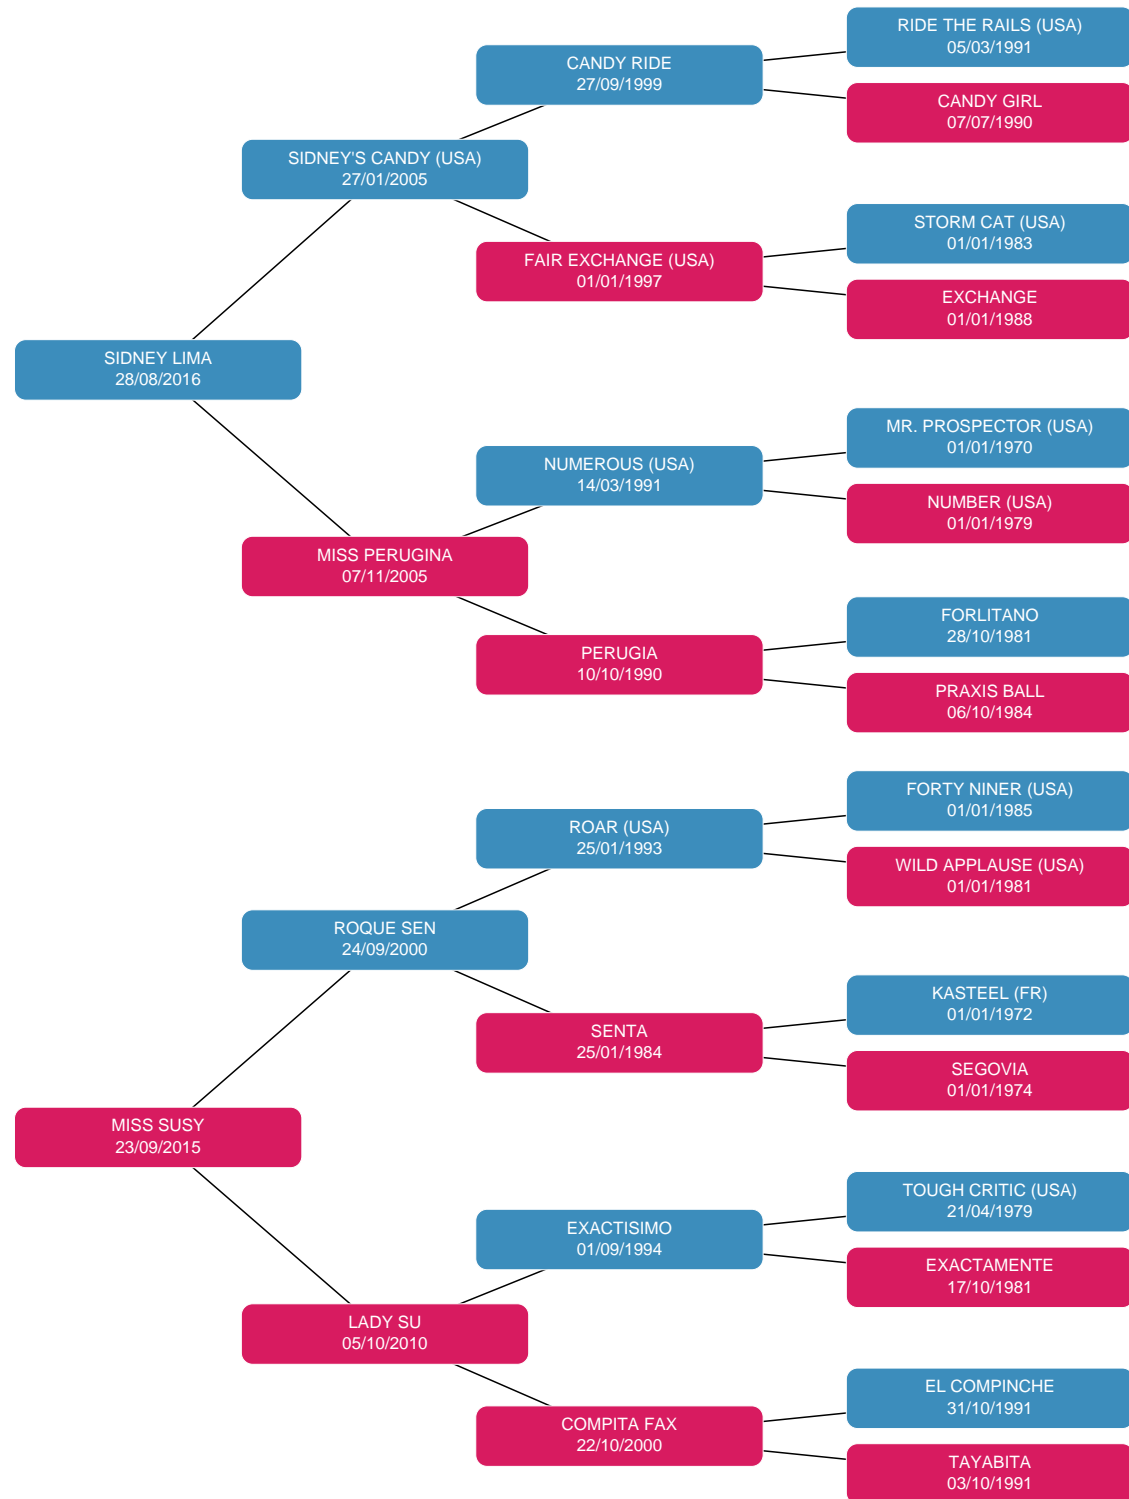 RIDE THE RAILS (USA)
05/03/1991
CANDY RIDE
27/09/1999
CANDY GIRL
07/07/1990
SIDNEY'S CANDY (USA)
27/01/2005
STORM CAT (USA)
01/01/1983
FAIR EXCHANGE (USA)
01/01/1997
EXCHANGE
01/01/1988
SIDNEY LIMA
28/08/2016
MR. PROSPECTOR (USA)
01/01/1970
NUMEROUS (USA)
14/03/1991
NUMBER (USA)
01/01/1979
MISS PERUGINA
07/11/2005
FORLITANO
28/10/1981
PERUGIA
10/10/1990
PRAXIS BALL
06/10/1984
FORTY NINER (USA)
01/01/1985
ROAR (USA)
25/01/1993
WILD APPLAUSE (USA)
01/01/1981
ROQUE SEN
24/09/2000
KASTEEL (FR)
01/01/1972
SENTA
25/01/1984
SEGOVIA
01/01/1974
MISS SUSY
23/09/2015
TOUGH CRITIC (USA)
21/04/1979
EXACTISIMO
01/09/1994
EXACTAMENTE
17/10/1981
LADY SU
05/10/2010
EL COMPINCHE
31/10/1991
COMPITA FAX
22/10/2000
TAYABITA
03/10/1991